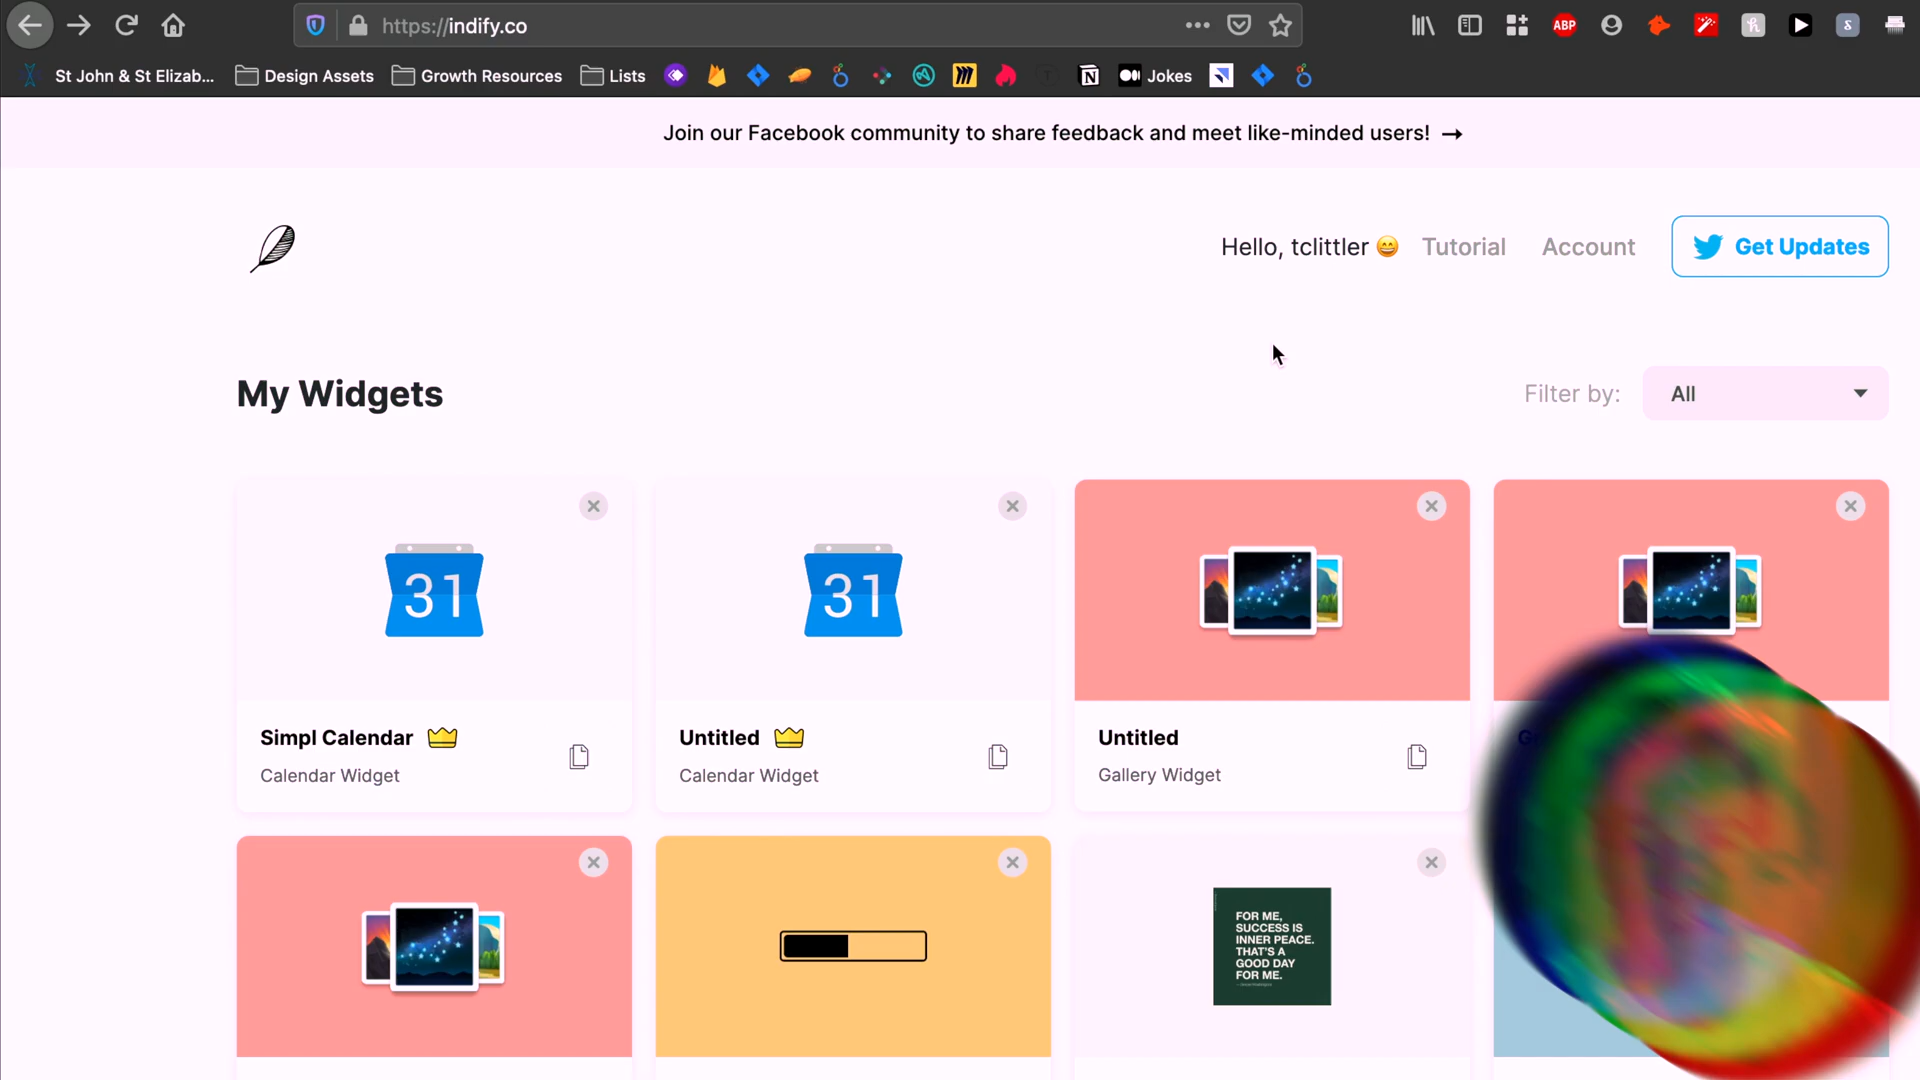 https://indify.co
ABP
St John & St Elizab...
Design Assets
Growth Resources
Lists
Jokes
Join our Facebook community to share feedback and meet like-minded users! →
Hello, tclittler 😄
Tutorial
Account
Get Updates
My Widgets
Filter by:
All
31
31
Simpl Calendar
Calendar Widget
Untitled
Calendar Widget
Untitled
Gallery Widget
FOR ME,
SUCCESS IS
INNER PEACE.
THAT'S A
GOOD DAY
FOR ME.